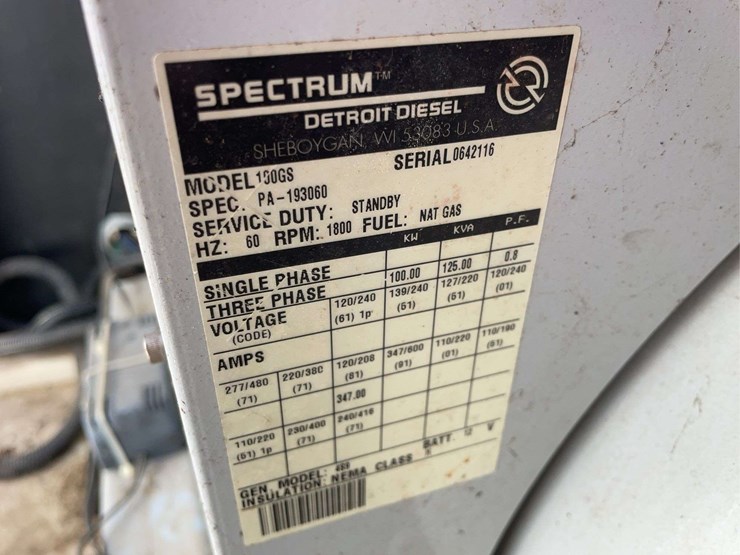 SPECTRUM™
DETROIT DIESEL
SHEBOYGAN, WI 53083 U.S.A.
MODEL 100GS SERIAL 0642116
SPEC. PA-193060
SERVICE DUTY: STANDBY
HZ: 60 RPM: 1800 FUEL: NAT GAS
KW KVA P.F.
SINGLE PHASE
THREE PHASE 100.00 125.00 0.8
VOLTAGE 120/240 139/240 127/220 120/240
(CODE) (61) 1p (51) (61) (01)
AMPS
277/480 220/380 120/208 347/600 110/220 110/190
(71) (71) (81) (91) (01) (81)
347.00
110/220 230/400 240/416
(61) 1p (71) (71)
GEN MODEL: BATT. 12 V
INSULATION: NEMA CLASS